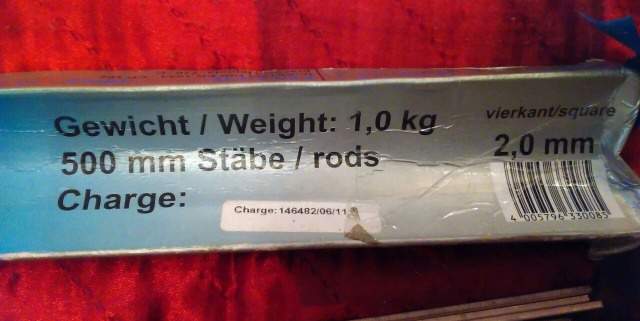 Gewicht / Weight: 1,0 kg
500 mm Stäbe / rods
Charge:
Charge: 146482/06/11
vierkant/square
2,0 mm
4 005796 330085